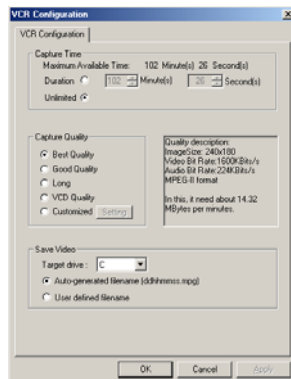 VCR Configuration
VCR Configuration
Capture Time
Maximum Available Time: 102 Minute(s) 26 Second(s)
Duration 102 Minute(s) 26 Second(s)
Unlimited
Capture Quality
Best Quality
Good Quality
Long
VCD Quality
Customized Setting
Quality description:
ImageSize: 240x180
Video Bit Rate:1600KBits/s
Audio Bit Rate:224KBits/s
MPEG-II format
In this, it need about 14.32
MBytes per minutes.
Save Video
Target drive : C
Auto-generated filename (ddhhmmss.mpg)
User defined filename
OK Cancel Apply